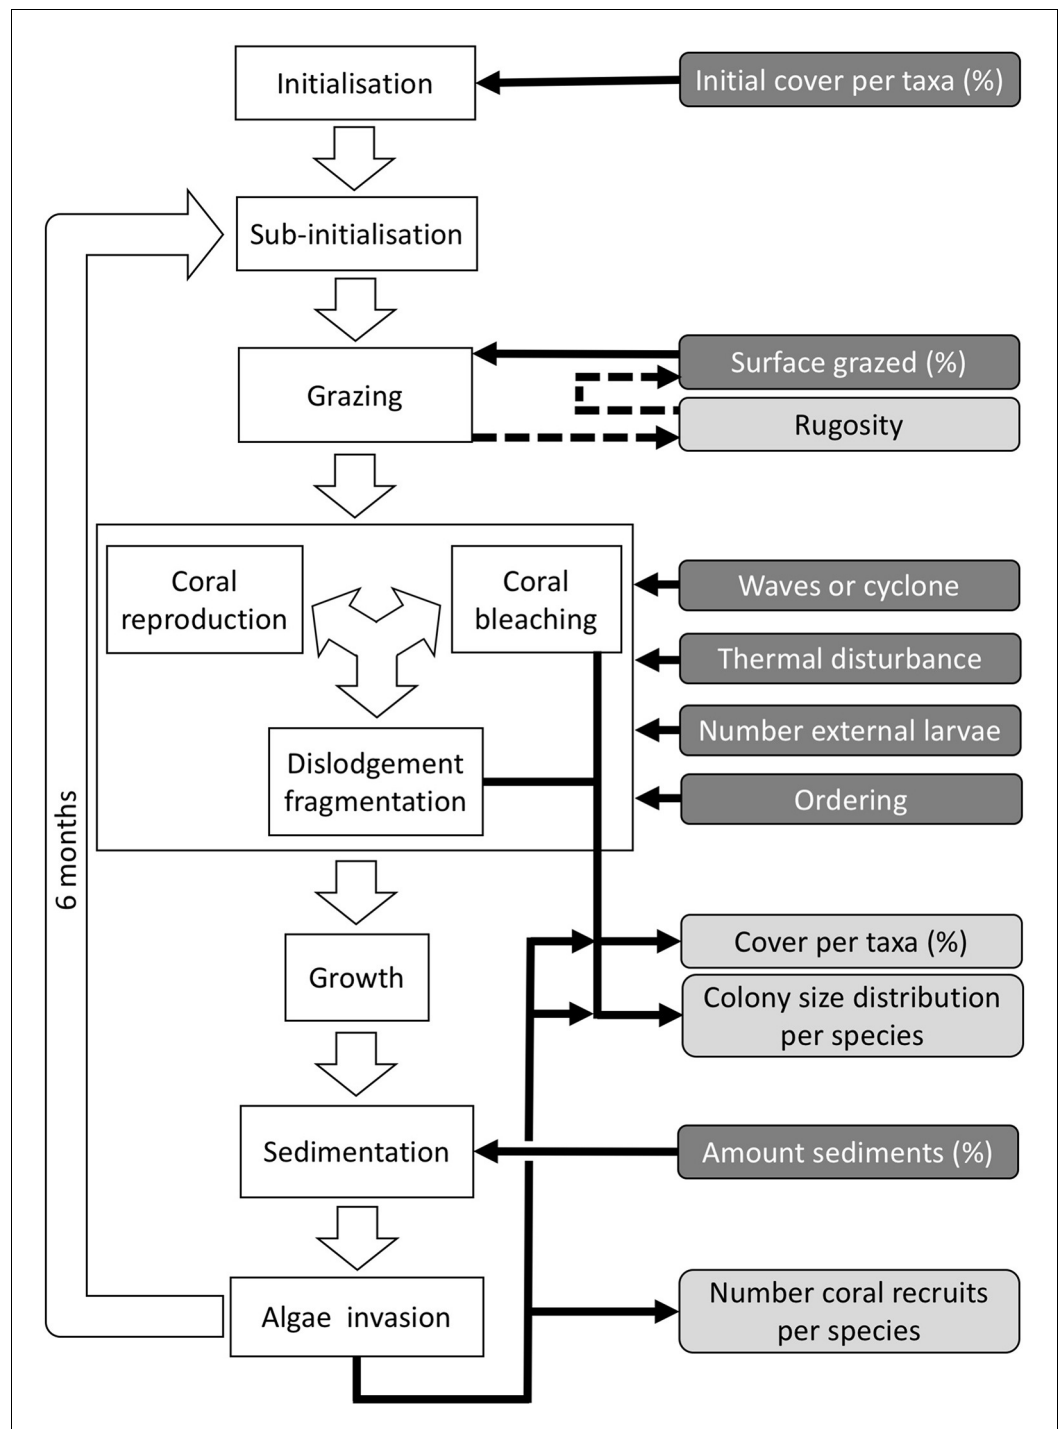 Initialisation
Initial cover per taxa (%)
Sub-initialisation
Grazing
Surface grazed (%)
Rugosity
Coral
reproduction
Coral
bleaching
Dislodgement
fragmentation
Waves or cyclone
Thermal disturbance
Number external larvae
Ordering
6 months
Growth
Cover per taxa (%)
Colony size distribution
per species
Sedimentation
Amount sediments (%)
Algae invasion
Number coral recruits
per species